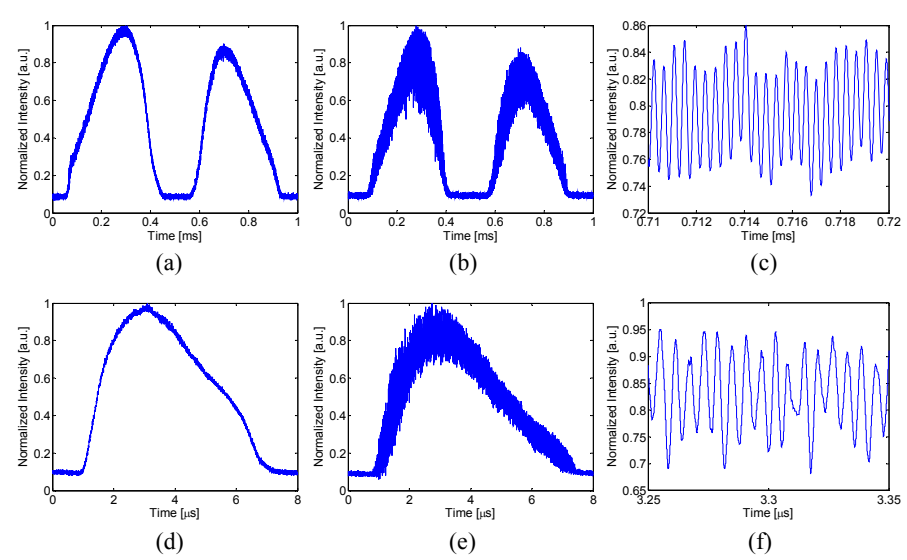 Normalized Intensity [a.u.]
1
0.8
0.6
0.4
0.2
0
0 0.2 0.4 0.6 0.8 1
Time [ms]
(a)
Normalized Intensity [a.u.]
1
0.8
0.6
0.4
0.2
0
0 0.2 0.4 0.6 0.8 1
Time [ms]
(b)
Normalized Intensity [a.u.]
0.86
0.84
0.82
0.8
0.78
0.76
0.74
0.72
0.71 0.712 0.714 0.716 0.718 0.72
Time [ms]
(c)
Normalized Intensity [a.u.]
1
0.8
0.6
0.4
0.2
0
0 2 4 6 8
Time [μs]
(d)
Normalized Intensity [a.u.]
1
0.8
0.6
0.4
0.2
0
0 2 4 6 8
Time [μs]
(e)
Normalized Intensity [a.u.]
1
0.95
0.9
0.85
0.8
0.75
0.7
0.65
3.25 3.3 3.35
Time [μs]
(f)